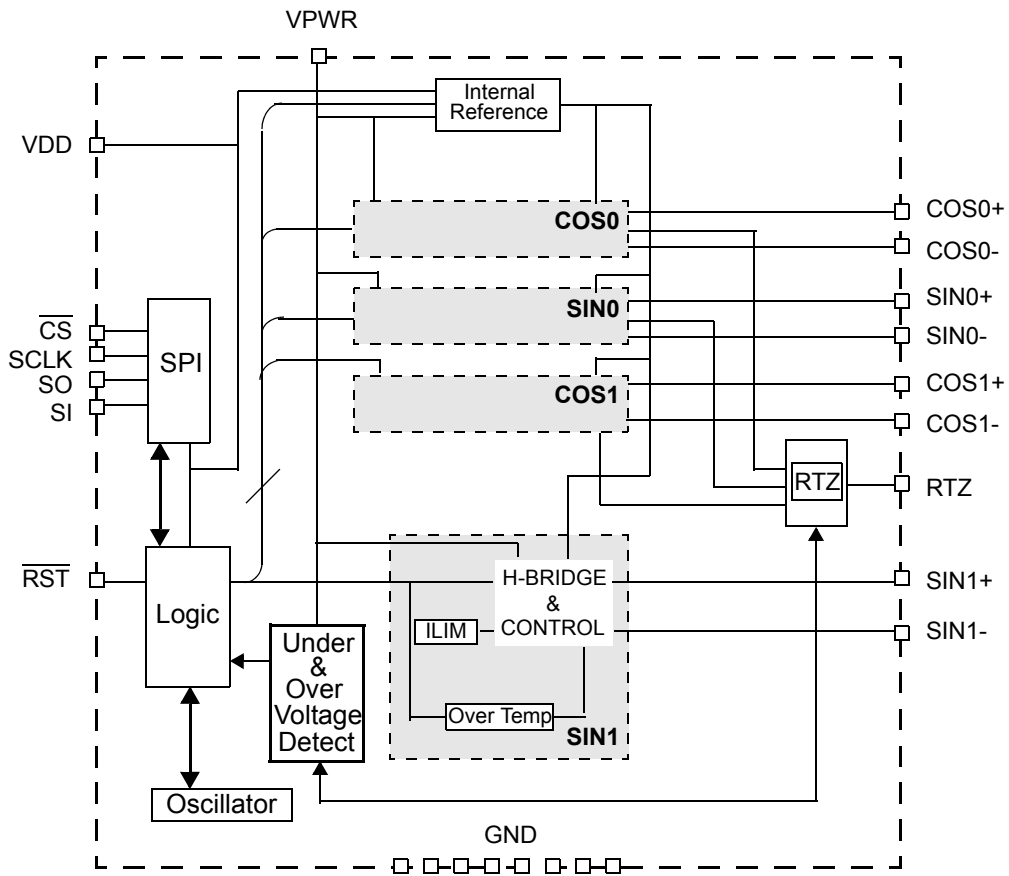 VPWR
Internal
Reference
VDD
COS0
COS0+
COS0-
SIN0
SIN0+
SIN0-
CS
SCLK
SO
SI
SPI
COS1
COS1+
COS1-
RTZ
RTZ
RST
Logic
H-BRIDGE
&
CONTROL
ILIM
SIN1+
SIN1-
Under
&
Over
Voltage
Detect
Over Temp
SIN1
Oscillator
GND